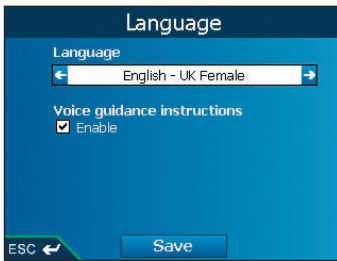 Language
Language
English - UK Female
Voice guidance instructions
Enable
ESC
Save